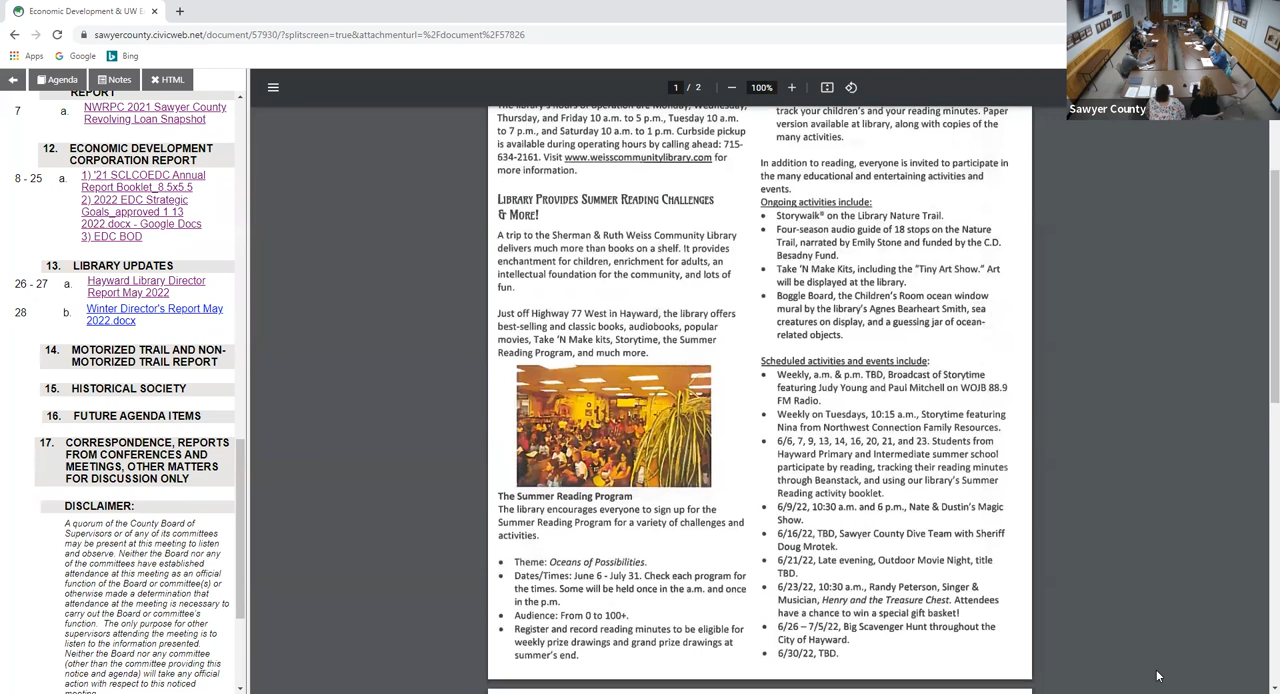 Economic Development & UW E
sawyercounty.civicweb.net/document/57930/?splitscreen=true&attachmenturl=%2Fdocument%2F57826
Apps
Google
Bing
Agenda
Notes
HTML
1 / 2
100%
Sawyer County
REPORT
7 a. NWRPC 2021 Sawyer County
Revolving Loan Snapshot
12. ECONOMIC DEVELOPMENT
CORPORATION REPORT
8 - 25 a. 1) '21 SCLCOEDC Annual
Report Booklet_8.5x5.5
2) 2022 EDC Strategic
Goals_approved 1 13
2022.docx - Google Docs
3) EDC BOD
13. LIBRARY UPDATES
26 - 27 a. Hayward Library Director
Report May 2022
28 b. Winter Director's Report May
2022.docx
14. MOTORIZED TRAIL AND NON-
MOTORIZED TRAIL REPORT
15. HISTORICAL SOCIETY
16. FUTURE AGENDA ITEMS
17. CORRESPONDENCE, REPORTS
FROM CONFERENCES AND
MEETINGS, OTHER MATTERS
FOR DISCUSSION ONLY
DISCLAIMER:
A quorum of the County Board of
Supervisors or of any of its committees
may be present at this meeting to listen
and observe. Neither the Board nor any
of the committees have established
attendance at this meeting as an official
function of the Board or committee(s) or
otherwise made a determination that
attendance at the meeting is necessary to
carry out the Board or committee's
function. The only purpose for other
supervisors attending the meeting is to
listen to the information presented.
Neither the Board nor any committee
(other than the committee providing this
notice and agenda) will take any official
action with respect to this noticed
meeting.
The library's hours of operation are Monday, Wednesday,
Thursday, and Friday 10 a.m. to 5 p.m., Tuesday 10 a.m.
to 7 p.m., and Saturday 10 a.m. to 1 p.m. Curbside pickup
is available during operating hours by calling ahead: 715-
634-2161. Visit www.weisscommunitylibrary.com for
more information.
LIBRARY PROVIDES SUMMER READING CHALLENGES
& MORE!
A trip to the Sherman & Ruth Weiss Community Library
delivers much more than books on a shelf. It provides
enchantment for children, enrichment for adults, an
intellectual foundation for the community, and lots of
fun.
Just off Highway 77 West in Hayward, the library offers
best-selling and classic books, audiobooks, popular
movies, Take 'N Make kits, Storytime, the Summer
Reading Program, and much more.
The Summer Reading Program
The library encourages everyone to sign up for the
Summer Reading Program for a variety of challenges and
activities.
• Theme: Oceans of Possibilities.
• Dates/Times: June 6 - July 31. Check each program for
the times. Some will be held once in the a.m. and once
in the p.m.
• Audience: From 0 to 100+.
• Register and record reading minutes to be eligible for
weekly prize drawings and grand prize drawings at
summer's end.
track your children's and your reading minutes. Paper
version available at library, along with copies of the
many activities.
In addition to reading, everyone is invited to participate in
the many educational and entertaining activities and
events.
Ongoing activities include:
• Storywalk® on the Library Nature Trail.
• Four-season audio guide of 18 stops on the Nature
Trail, narrated by Emily Stone and funded by the C.D.
Besadny Fund.
• Take 'N Make Kits, including the "Tiny Art Show." Art
will be displayed at the library.
• Boggle Board, the Children's Room ocean window
mural by the library's Agnes Bearheart Smith, sea
creatures on display, and a guessing jar of ocean-
related objects.
Scheduled activities and events include:
• Weekly, a.m. & p.m. TBD, Broadcast of Storytime
featuring Judy Young and Paul Mitchell on WOJB 88.9
FM Radio.
• Weekly on Tuesdays, 10:15 a.m., Storytime featuring
Nina from Northwest Connection Family Resources.
• 6/6, 7, 9, 13, 14, 16, 20, 21, and 23. Students from
Hayward Primary and Intermediate summer school
participate by reading, tracking their reading minutes
through Beanstack, and using our library's Summer
Reading activity booklet.
• 6/9/22, 10:30 a.m. and 6 p.m., Nate & Dustin's Magic
Show.
• 6/16/22, TBD, Sawyer County Dive Team with Sheriff
Doug Mrotek.
• 6/21/22, Late evening, Outdoor Movie Night, title
TBD.
• 6/23/22, 10:30 a.m., Randy Peterson, Singer &
Musician, Henry and the Treasure Chest. Attendees
have a chance to win a special gift basket!
• 6/26 – 7/5/22, Big Scavenger Hunt throughout the
City of Hayward.
• 6/30/22, TBD.